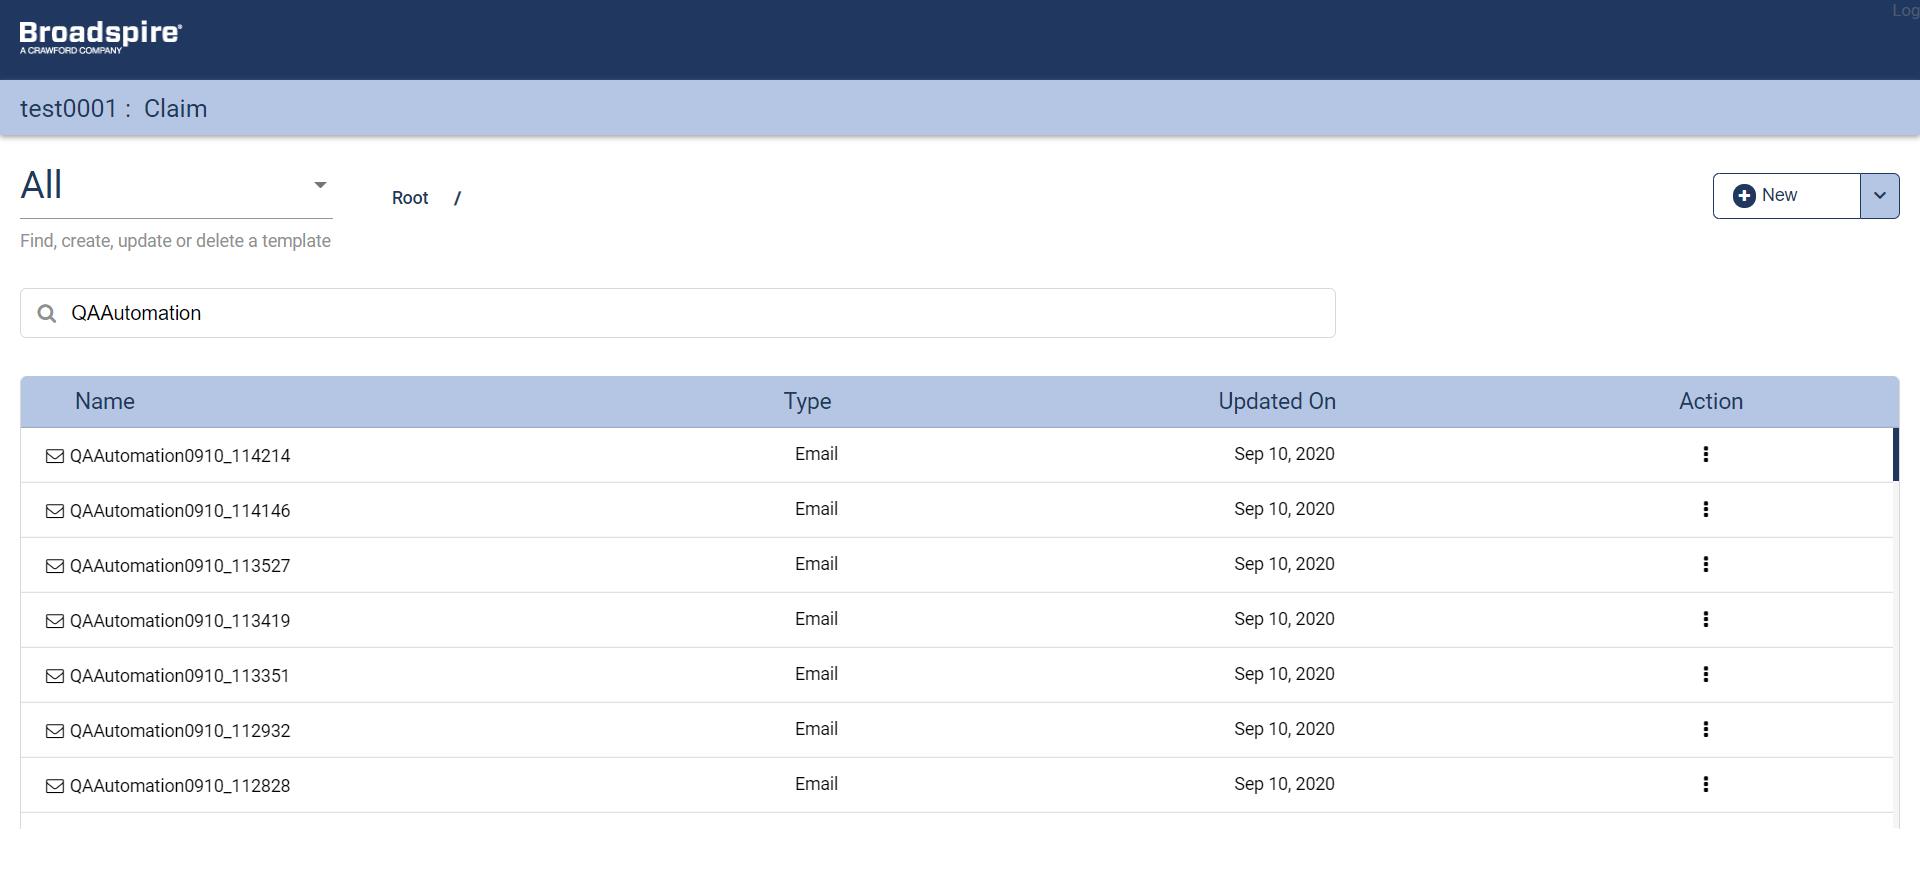 Log
Broadspire®
A CRAWFORD COMPANY
test0001 : Claim
All
Root /
New
Find, create, update or delete a template
QAAutomation
Name Type Updated On Action
QAAutomation0910_114214 Email Sep 10, 2020
QAAutomation0910_114146 Email Sep 10, 2020
QAAutomation0910_113527 Email Sep 10, 2020
QAAutomation0910_113419 Email Sep 10, 2020
QAAutomation0910_113351 Email Sep 10, 2020
QAAutomation0910_112932 Email Sep 10, 2020
QAAutomation0910_112828 Email Sep 10, 2020